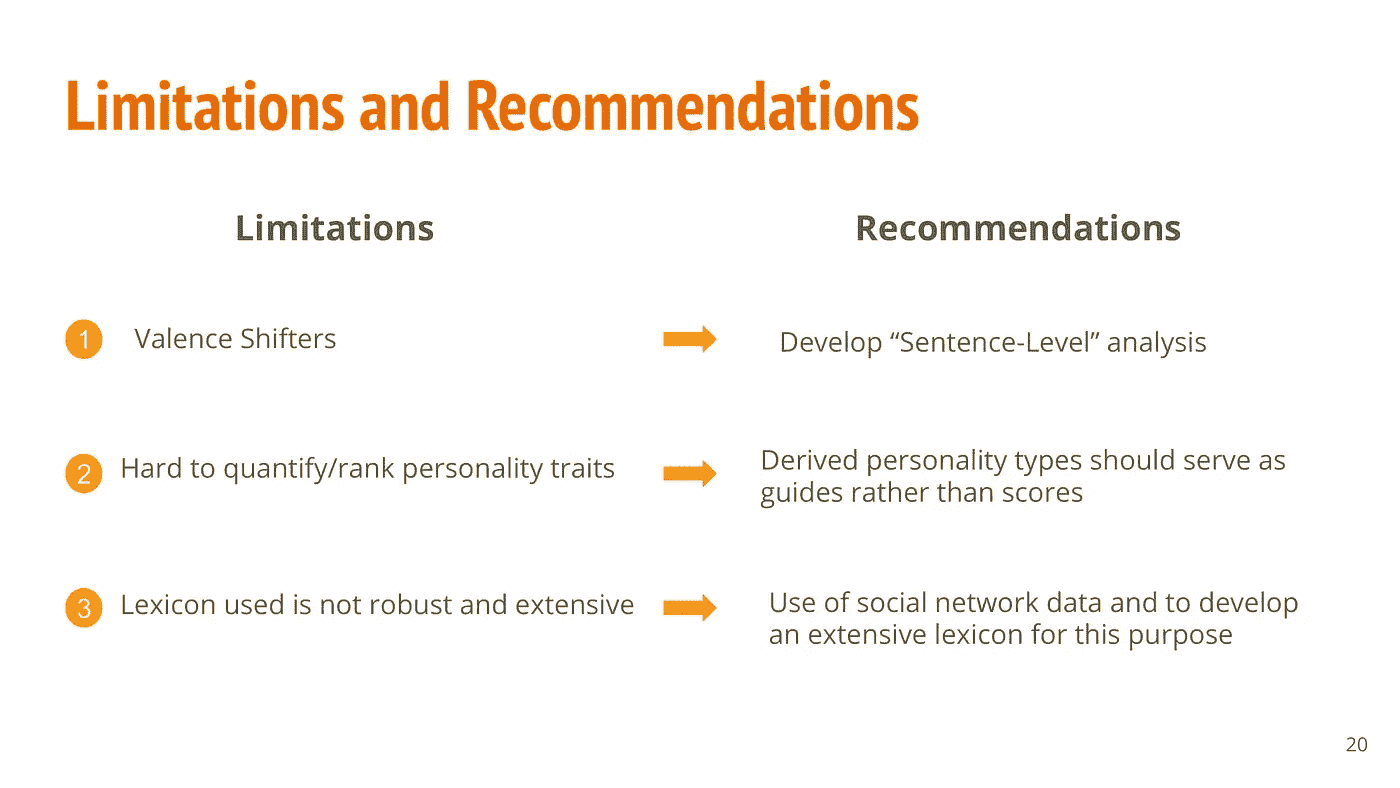 Limitations and Recommendations
Limitations
Recommendations
1 Valence Shifters
Develop “Sentence-Level” analysis
2 Hard to quantify/rank personality traits
Derived personality types should serve as
guides rather than scores
3 Lexicon used is not robust and extensive
Use of social network data and to develop
an extensive lexicon for this purpose
20